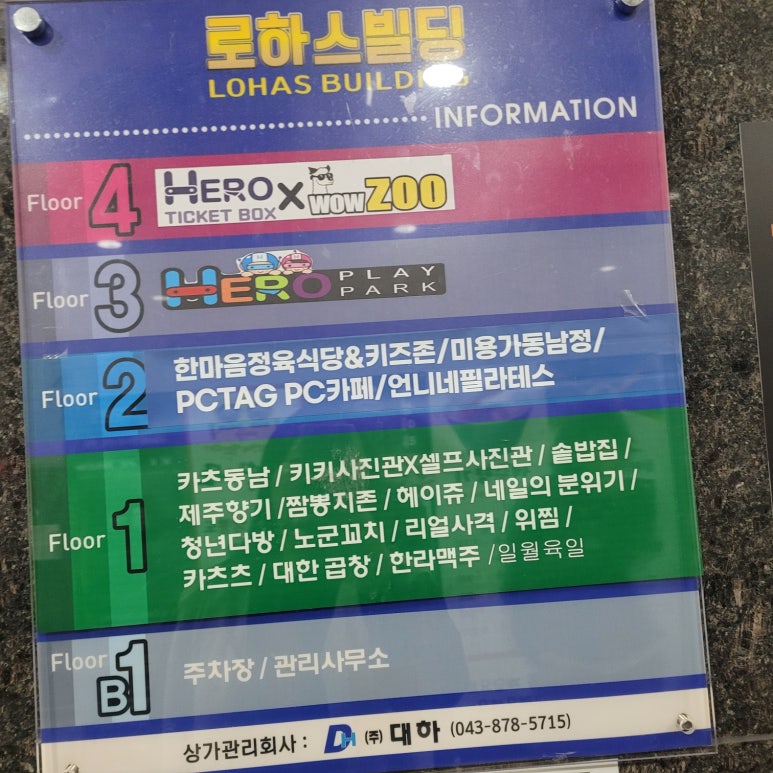 로하스빌딩
LOHAS BUILDING
INFORMATION
Floor 4 HERO TICKET BOX X WOW ZOO
Floor 3 HERO PLAY PARK
Floor 2 한마음정육식당&키즈존/미용가동남정/
PCTAG PC카페/언니네필라테스
Floor 1 카츠동남 / 키키사진관X셀프사진관 / 솥밥집 /
제주향기 /짬뽕지존 / 헤이쥬 / 네일의 분위기 /
청년다방 / 노군꼬치 / 리얼사격 / 위찜 /
카츠츠 / 대한 곱창 / 한라맥주 /일월육일
Floor B1 주차장 / 관리사무소
상가관리회사 : DH (주) 대하 (043-878-5715)